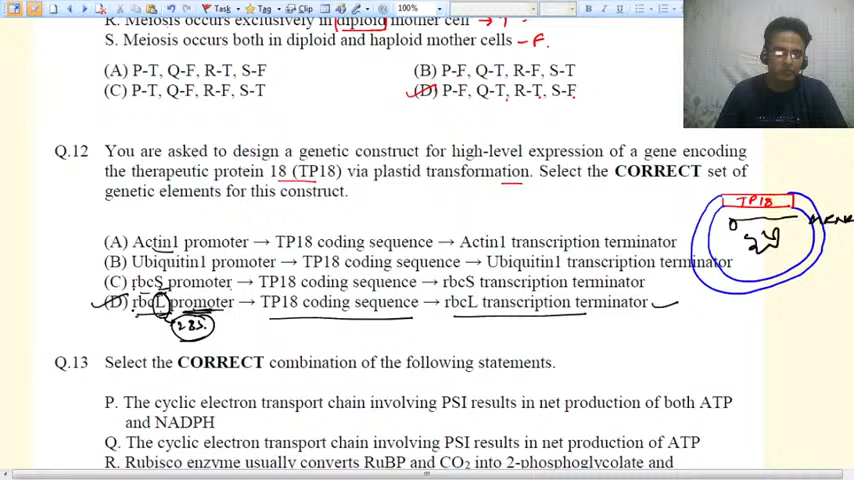 Task
Tag
Clip
100%
R. Meiosis occurs exclusively in diploid mother cell → T
S. Meiosis occurs both in diploid and haploid mother cells – F.
(A) P-T, Q-F, R-T, S-F
(B) P-F, Q-T, R-F, S-T
(C) P-T, Q-F, R-F, S-T
(D) P-F, Q-T, R-T, S-F
Q.12 You are asked to design a genetic construct for high-level expression of a gene encoding
the therapeutic protein 18 (TP18) via plastid transformation. Select the CORRECT set of
genetic elements for this construct.
TP18
(A) Actin1 promoter → TP18 coding sequence → Actin1 transcription terminator
(B) Ubiquitin1 promoter → TP18 coding sequence → Ubiquitin1 transcription terminator
(C) rbcS promoter → TP18 coding sequence → rbcS transcription terminator
(D) rbcL promoter → TP18 coding sequence → rbcL transcription terminator
Q.13 Select the CORRECT combination of the following statements.
P. The cyclic electron transport chain involving PSI results in net production of both ATP
and NADPH
Q. The cyclic electron transport chain involving PSI results in net production of ATP
R. Rubisco enzyme usually converts RuBP and CO2 into 2-phosphoglycolate and